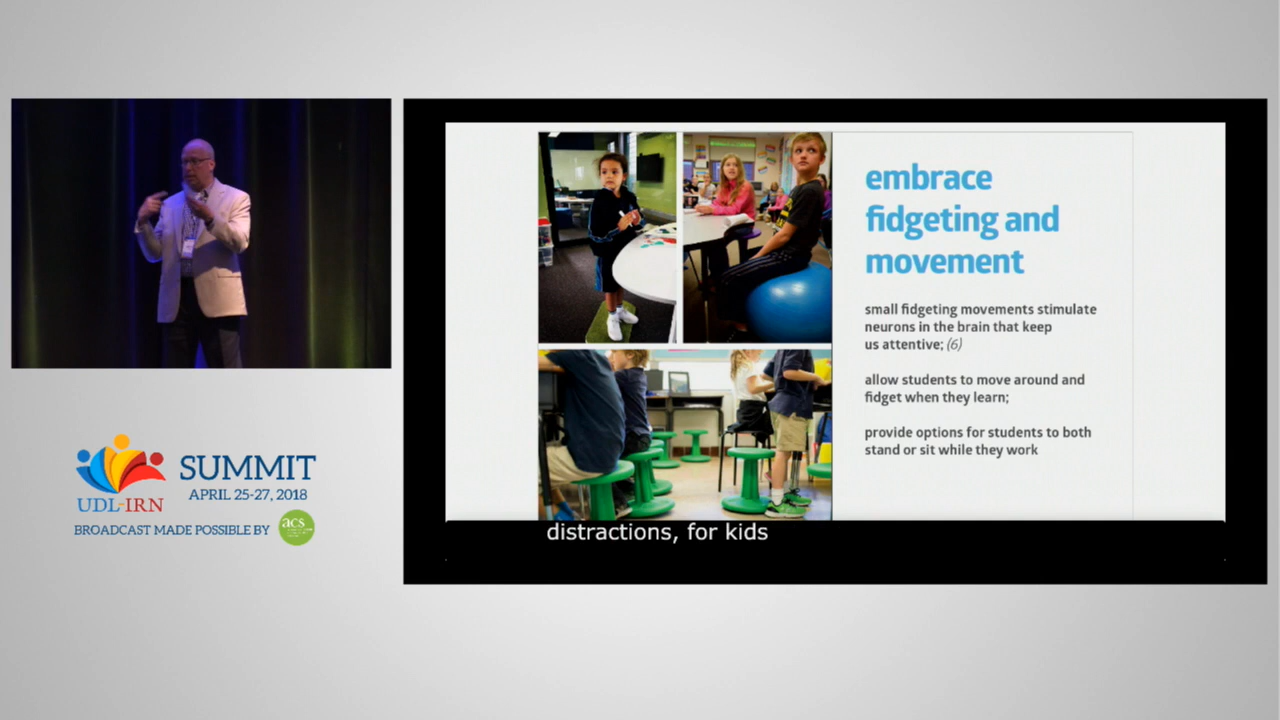 embrace
fidgeting and
movement
small fidgeting movements stimulate
neurons in the brain that keep
us attentive; (6)
allow students to move around and
fidget when they learn;
provide options for students to both
stand or sit while they work
distractions, for kids
UDL-IRN
SUMMIT
APRIL 25-27, 2018
BROADCAST MADE POSSIBLE BY
acs